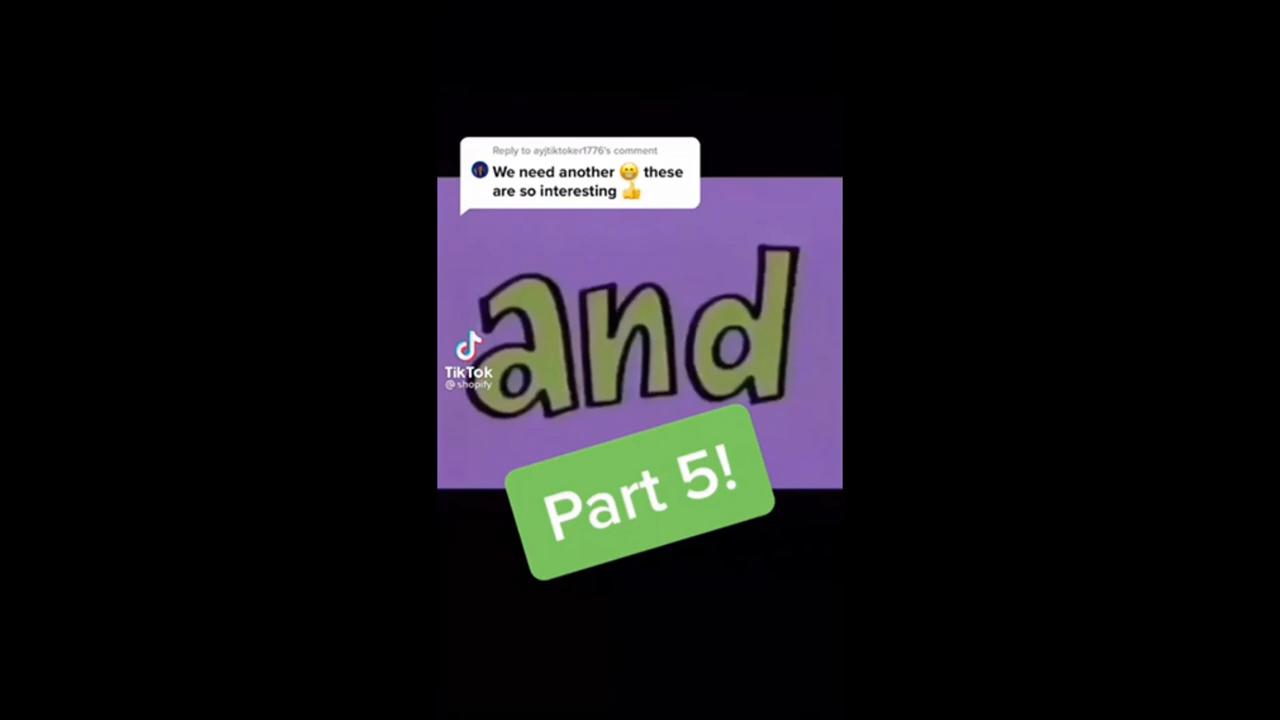 Reply to ayjtiktoker1776's comment
We need another 😁 these
are so interesting 👍
and
TikTok
@ shopify
Part 5!